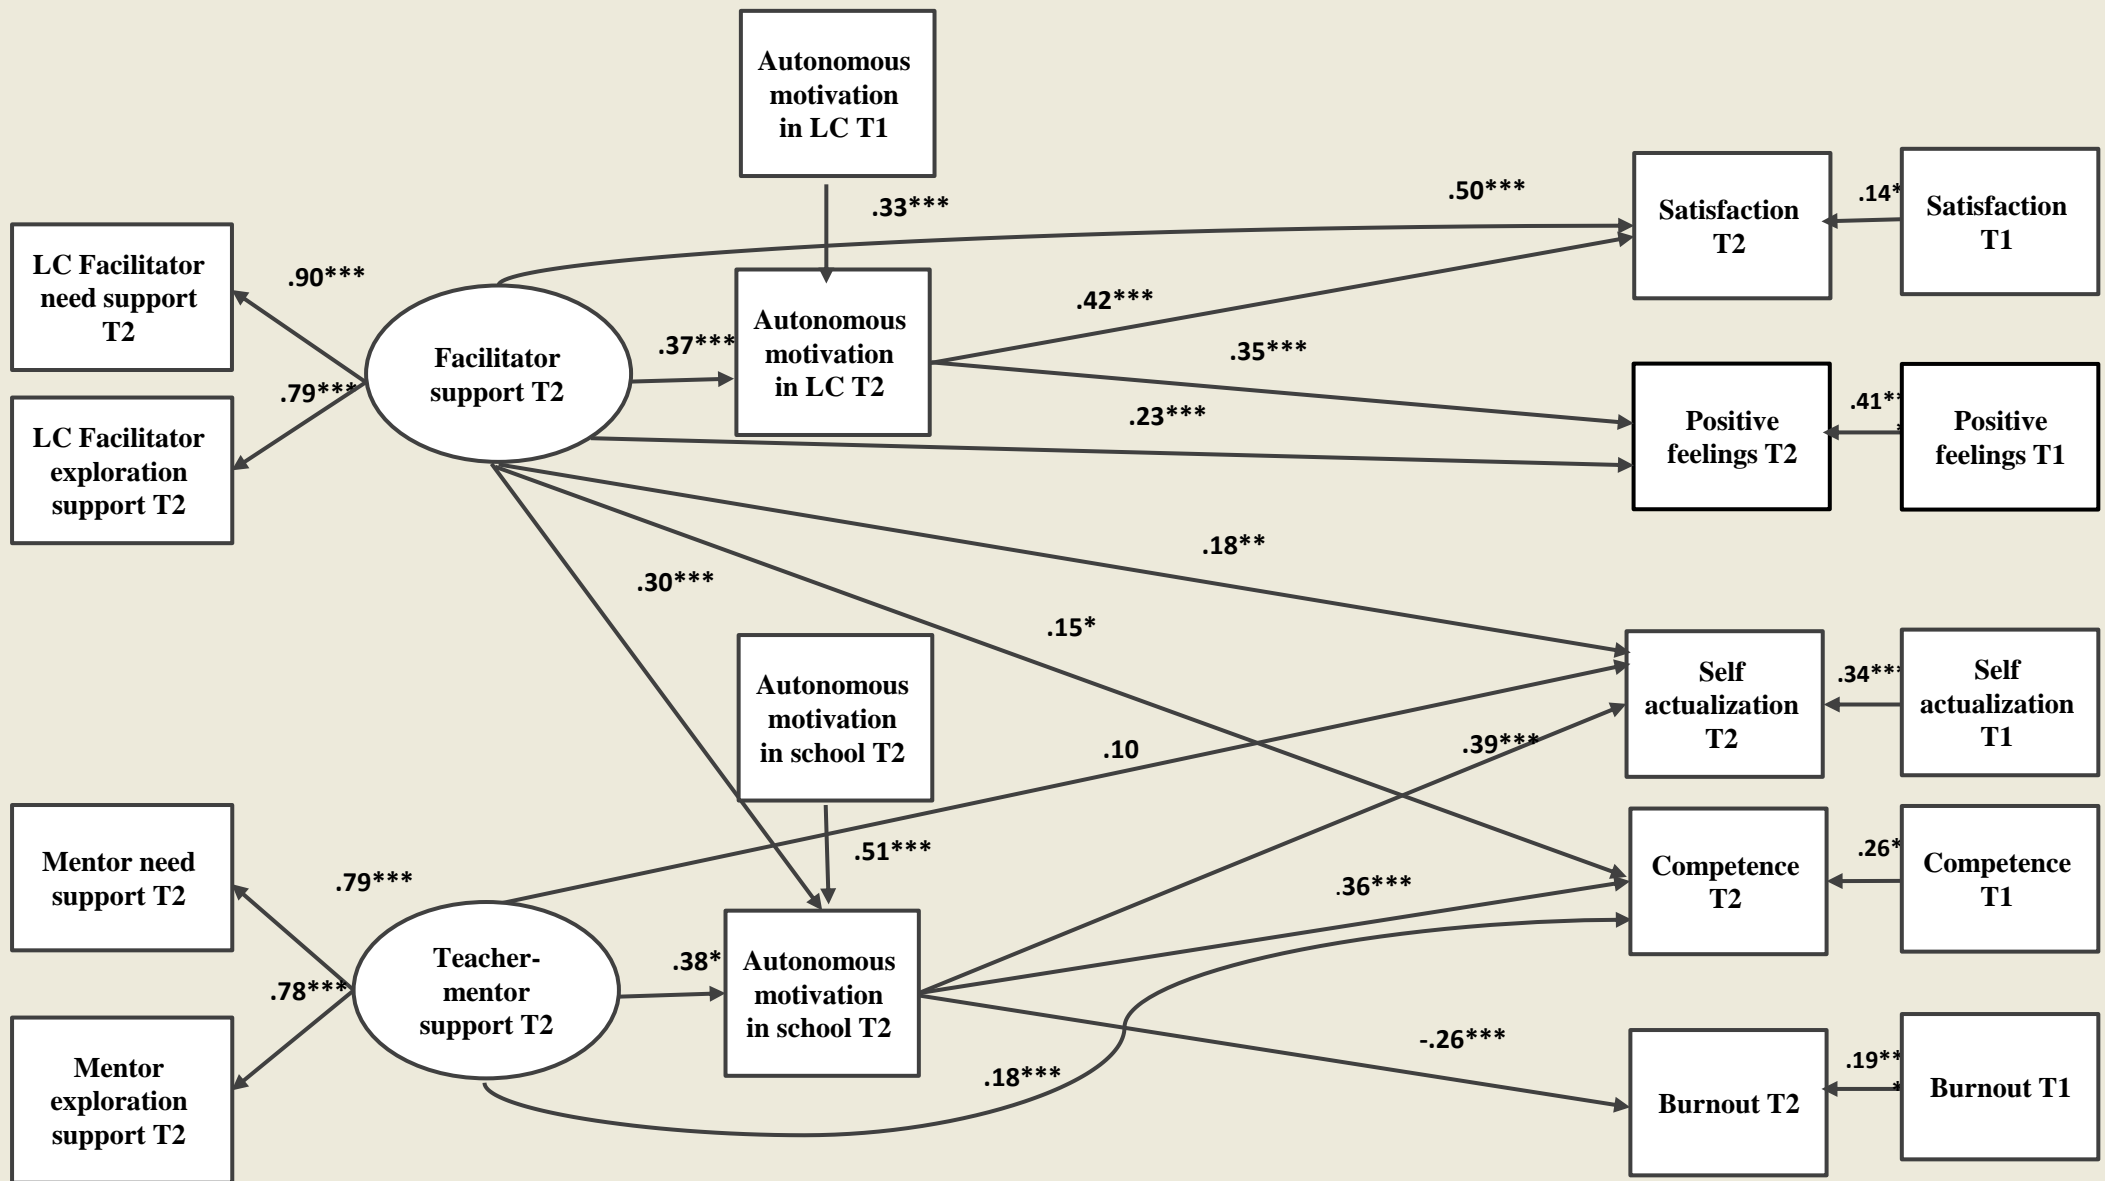 Autonomous
motivation
in LC T1
.33***
.50***
Satisfaction
T2
.14*
Satisfaction
T1
LC Facilitator
need support
T2
.90***
.79***
LC Facilitator
exploration
support T2
Facilitator
support T2
.37***
Autonomous
motivation
in LC T2
.42***
.35***
.23***
Positive
feelings T2
.41**
*
Positive
feelings T1
.18**
.30***
.15*
Autonomous
motivation
in school T2
.10
.39***
Self
actualization
T2
.34***
Self
actualization
T1
.51***
Mentor need
support T2
.79***
.78***
Mentor
exploration
support T2
Teacher-
mentor
support T2
.38*
Autonomous
motivation
in school T2
.36***
Competence
T2
.26*
Competence
T1
.18***
-.26***
Burnout T2
.19**
*
Burnout T1